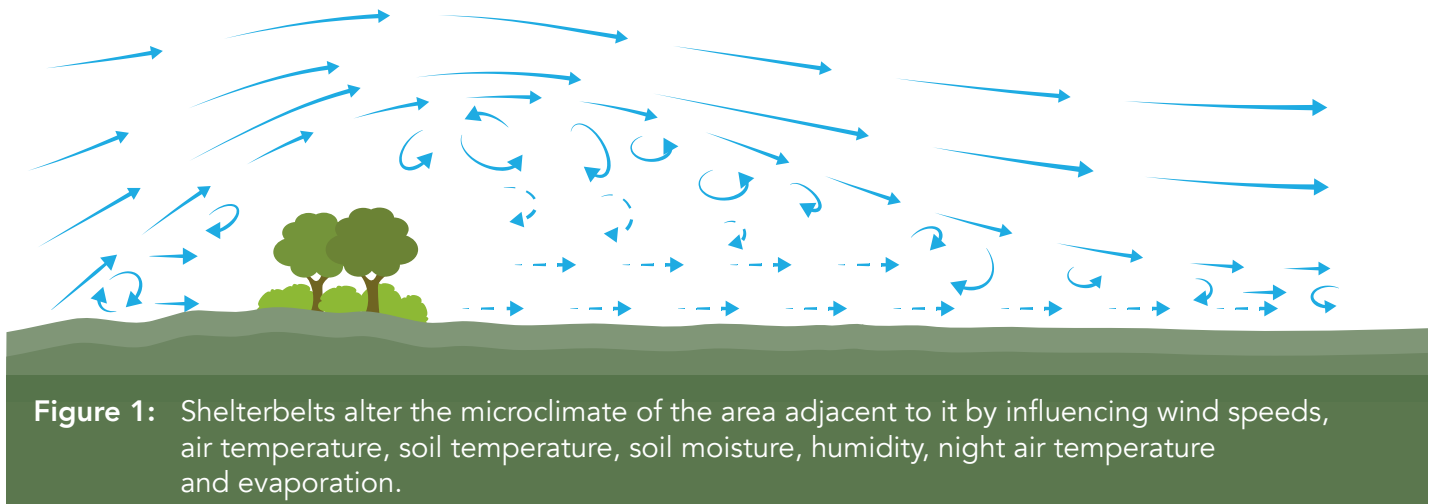 Figure 1: Shelterbelts alter the microclimate of the area adjacent to it by influencing wind speeds,
air temperature, soil temperature, soil moisture, humidity, night air temperature
and evaporation.